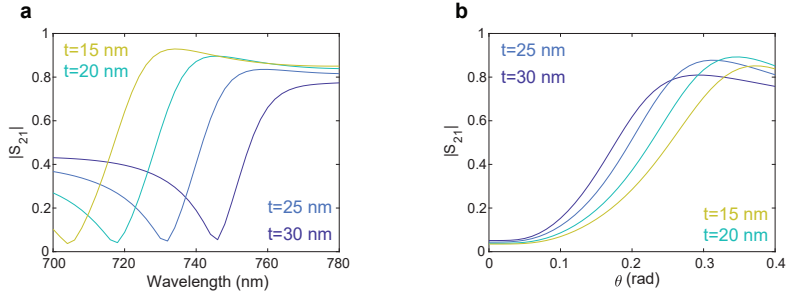 a
t=15 nm
t=20 nm
t=25 nm
t=30 nm
1
0.8
0.6
0.4
0.2
0
700
720
740
760
780
Wavelength (nm)
|S21|
b
t=25 nm
t=30 nm
t=15 nm
t=20 nm
1
0.8
0.6
0.4
0.2
0
0
0.1
0.2
0.3
0.4
θ (rad)
|S21|